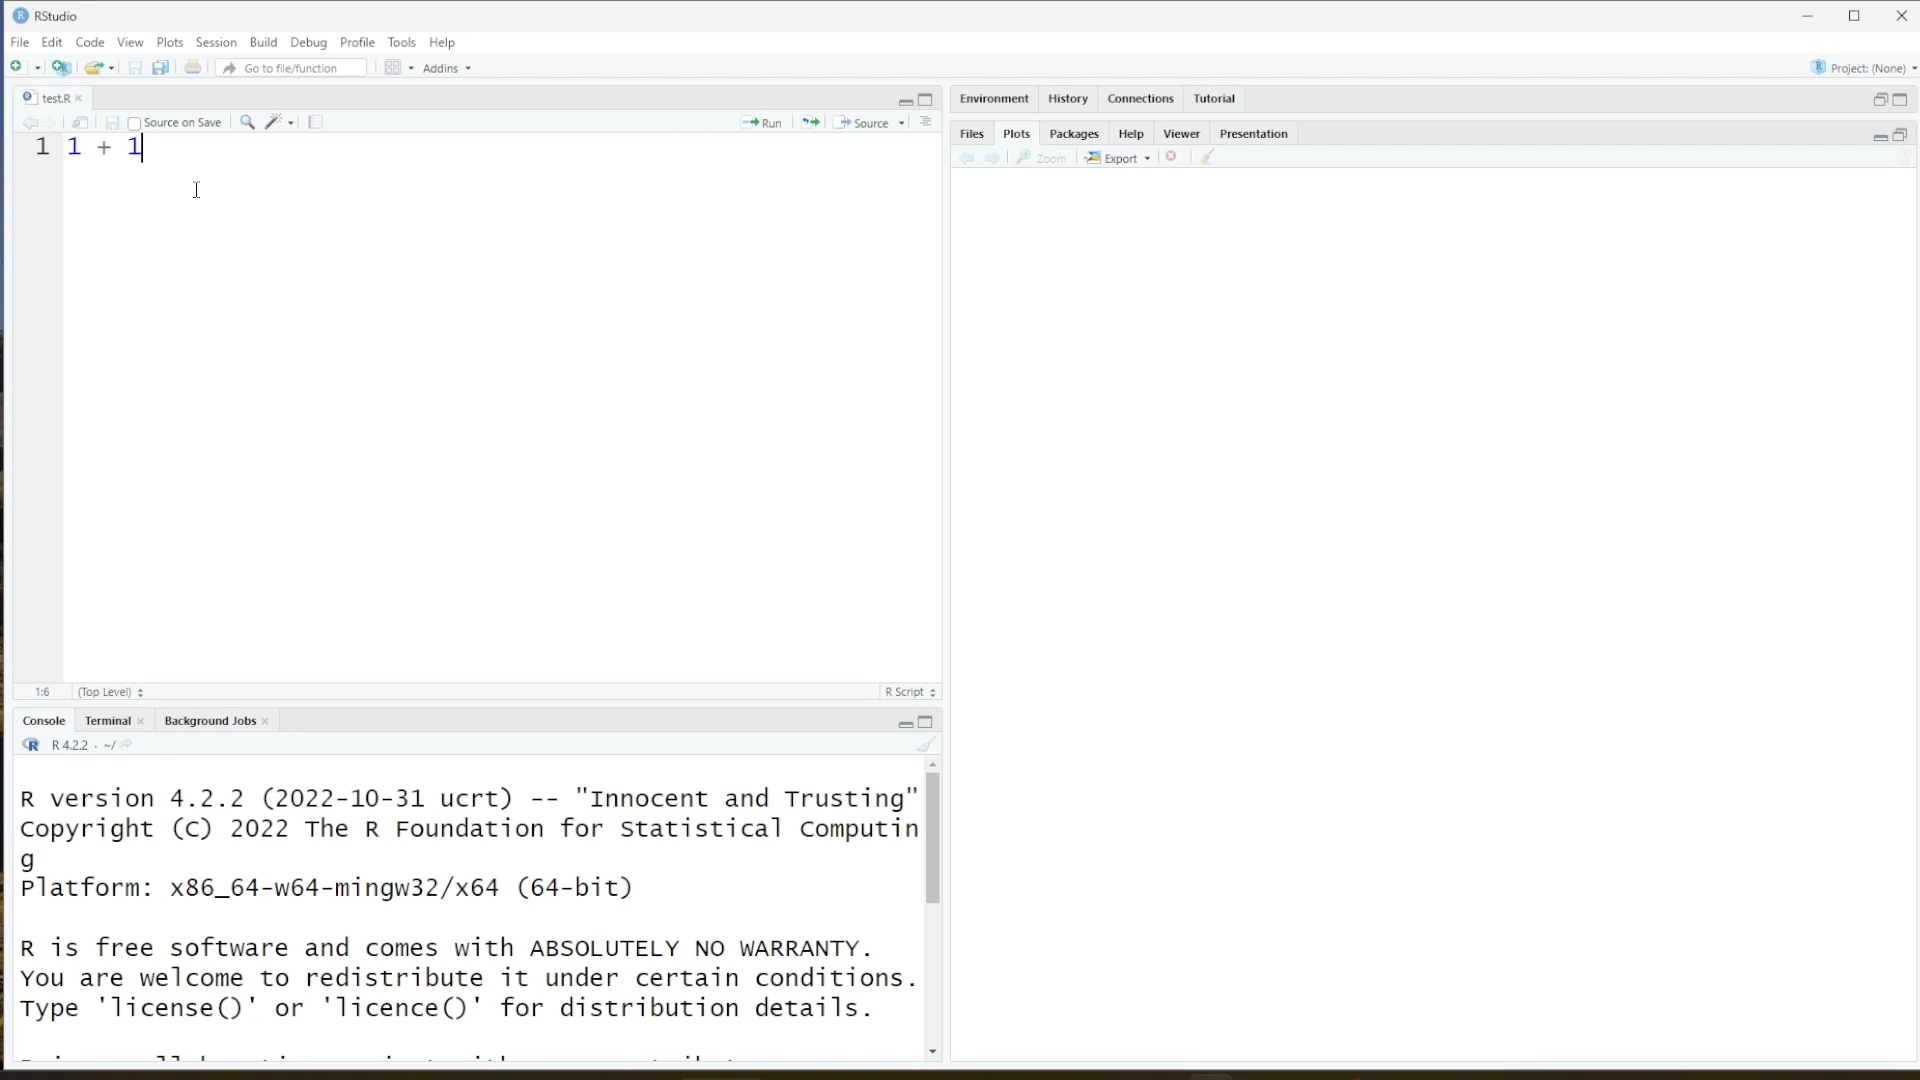 RStudio
File Edit Code View Plots Session Build Debug Profile Tools Help
Go to file/function Addins Project: (None)
test.R
Source on Save Run Source
1 1 + 1
1:6 (Top Level) R Script
Console Terminal Background Jobs
R 4.2.2 · ~/
R version 4.2.2 (2022-10-31 ucrt) -- "Innocent and Trusting"
Copyright (C) 2022 The R Foundation for Statistical Computin
g
Platform: x86_64-w64-mingw32/x64 (64-bit)
R is free software and comes with ABSOLUTELY NO WARRANTY.
You are welcome to redistribute it under certain conditions.
Type 'license()' or 'licence()' for distribution details.
Environment History Connections Tutorial
Files Plots Packages Help Viewer Presentation
Zoom Export